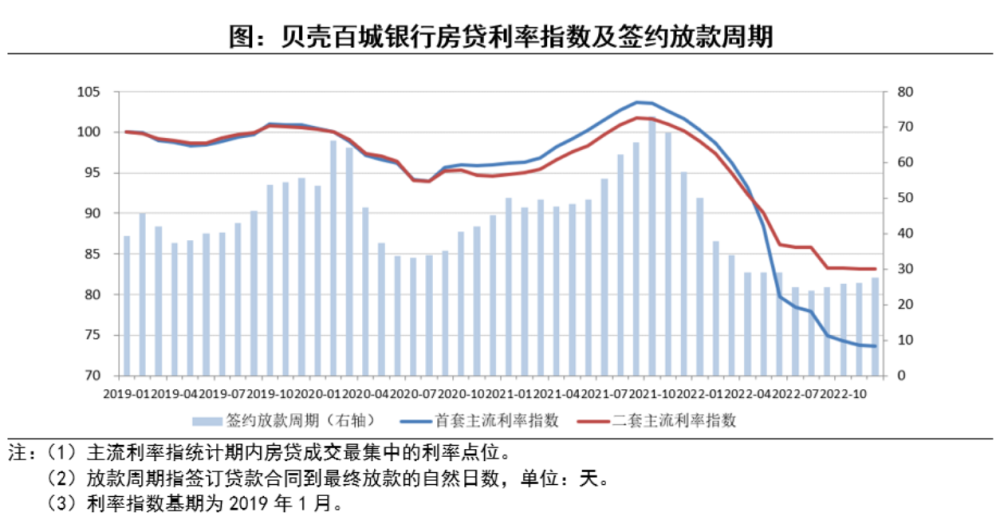 图：贝壳百城银行房贷利率指数及签约放款周期
105
100
95
90
85
80
75
70
80
70
60
50
40
30
20
10
0
2019-01 2019-04 2019-07 2019-10 2020-01 2020-04 2020-07 2020-10 2021-01 2021-04 2021-07 2021-10 2022-01 2022-04 2022-07 2022-10
签约放款周期（右轴） 首套主流利率指数 二套主流利率指数
注：（1）主流利率指统计期内房贷成交最集中的利率点位。
（2）放款周期指签订贷款合同到最终放款的自然日数，单位：天。
（3）利率指数基期为 2019 年 1 月。